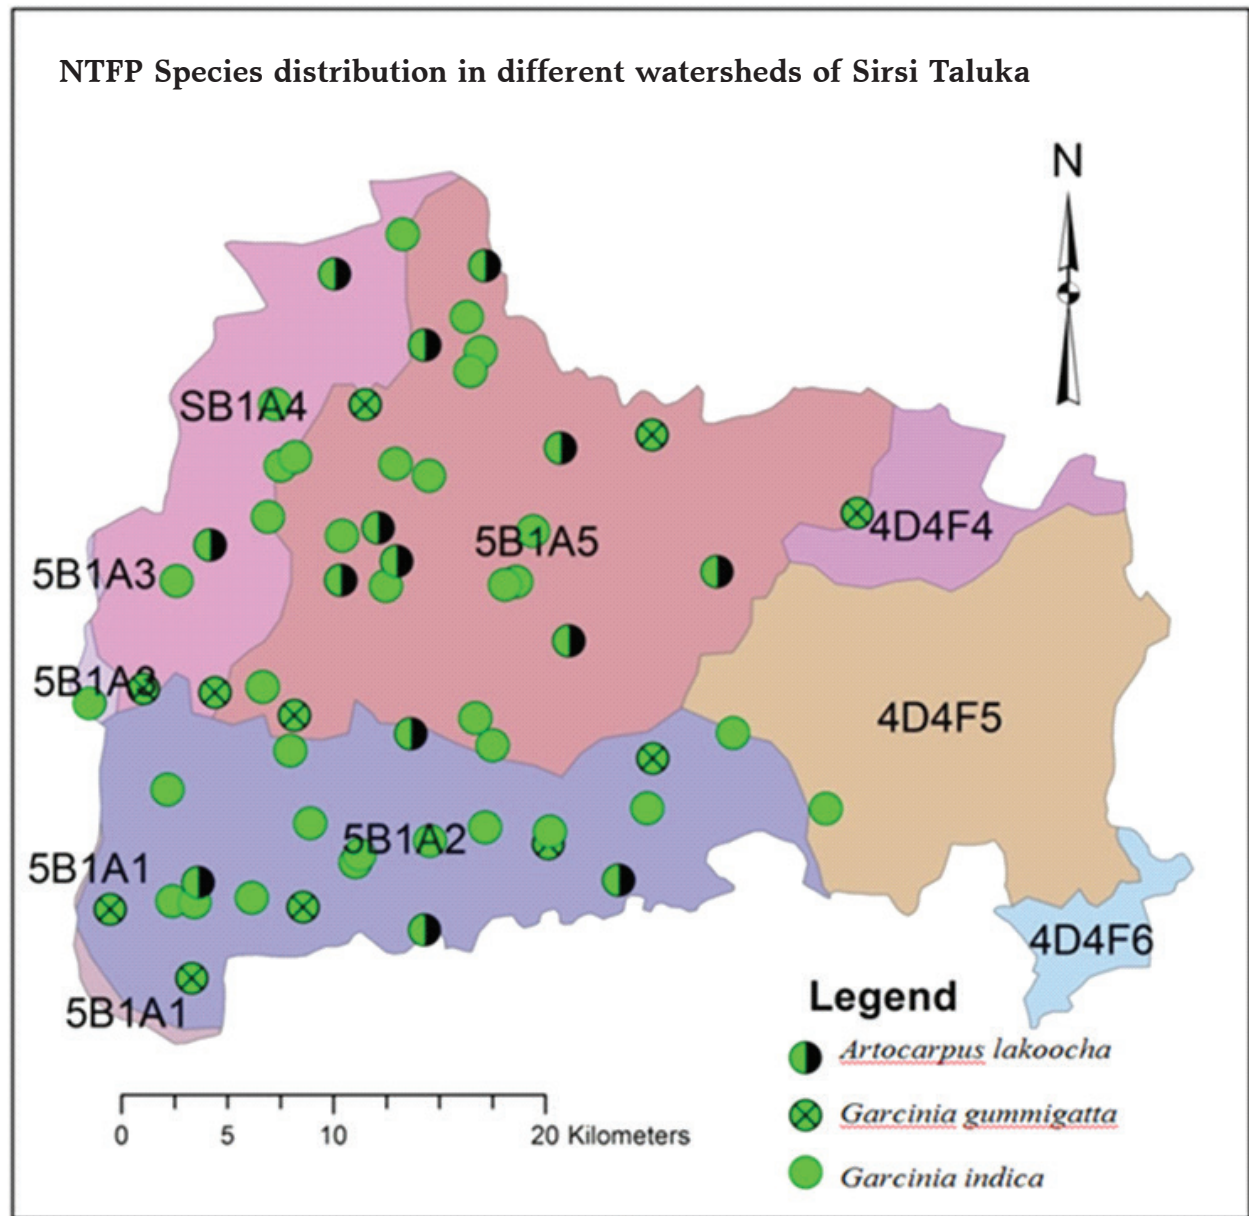 NTFP Species distribution in different watersheds of Sirsi Taluka
N
SB1A4
5B1A5
4D4F4
5B1A3
5B1A3
4D4F5
5B1A2
5B1A1
4D4F6
5B1A1
Legend
Artocarpus lakoocha
Garcinia gummigatta
Garcinia indica
0 5 10 20 Kilometers